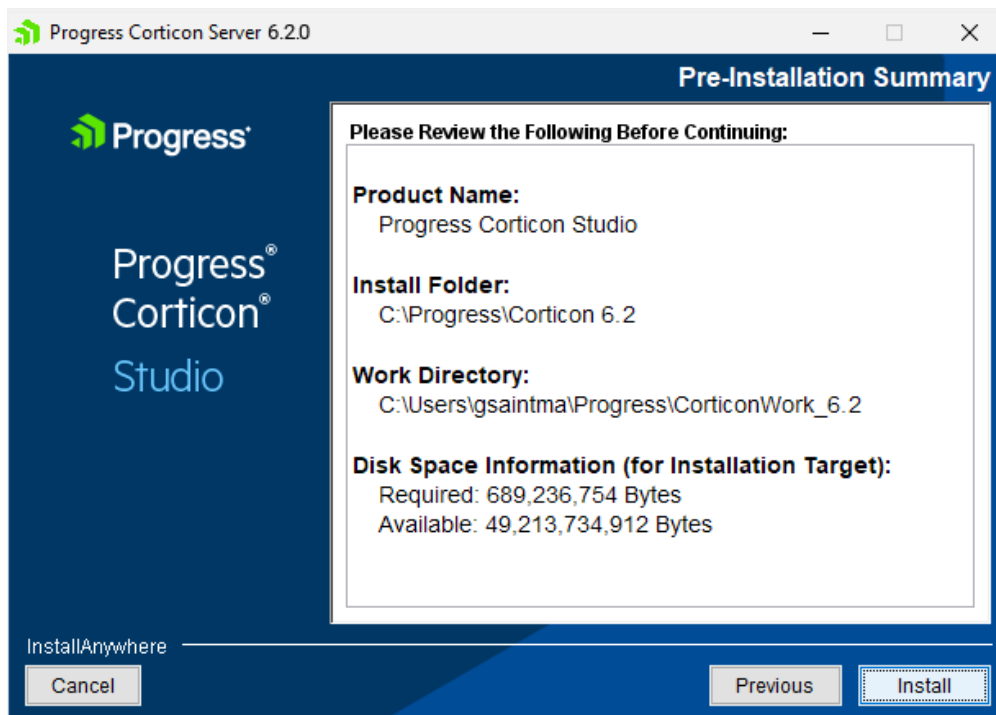 Progress Corticon Server 6.2.0
Pre-Installation Summary
Progress
Progress®
Corticon®
Studio
Please Review the Following Before Continuing:
Product Name:
Progress Corticon Studio
Install Folder:
C:\Progress\Corticon 6.2
Work Directory:
C:\Users\gsaintma\Progress\CorticonWork_6.2
Disk Space Information (for Installation Target):
Required: 689,236,754 Bytes
Available: 49,213,734,912 Bytes
InstallAnywhere
Cancel
Previous
Install